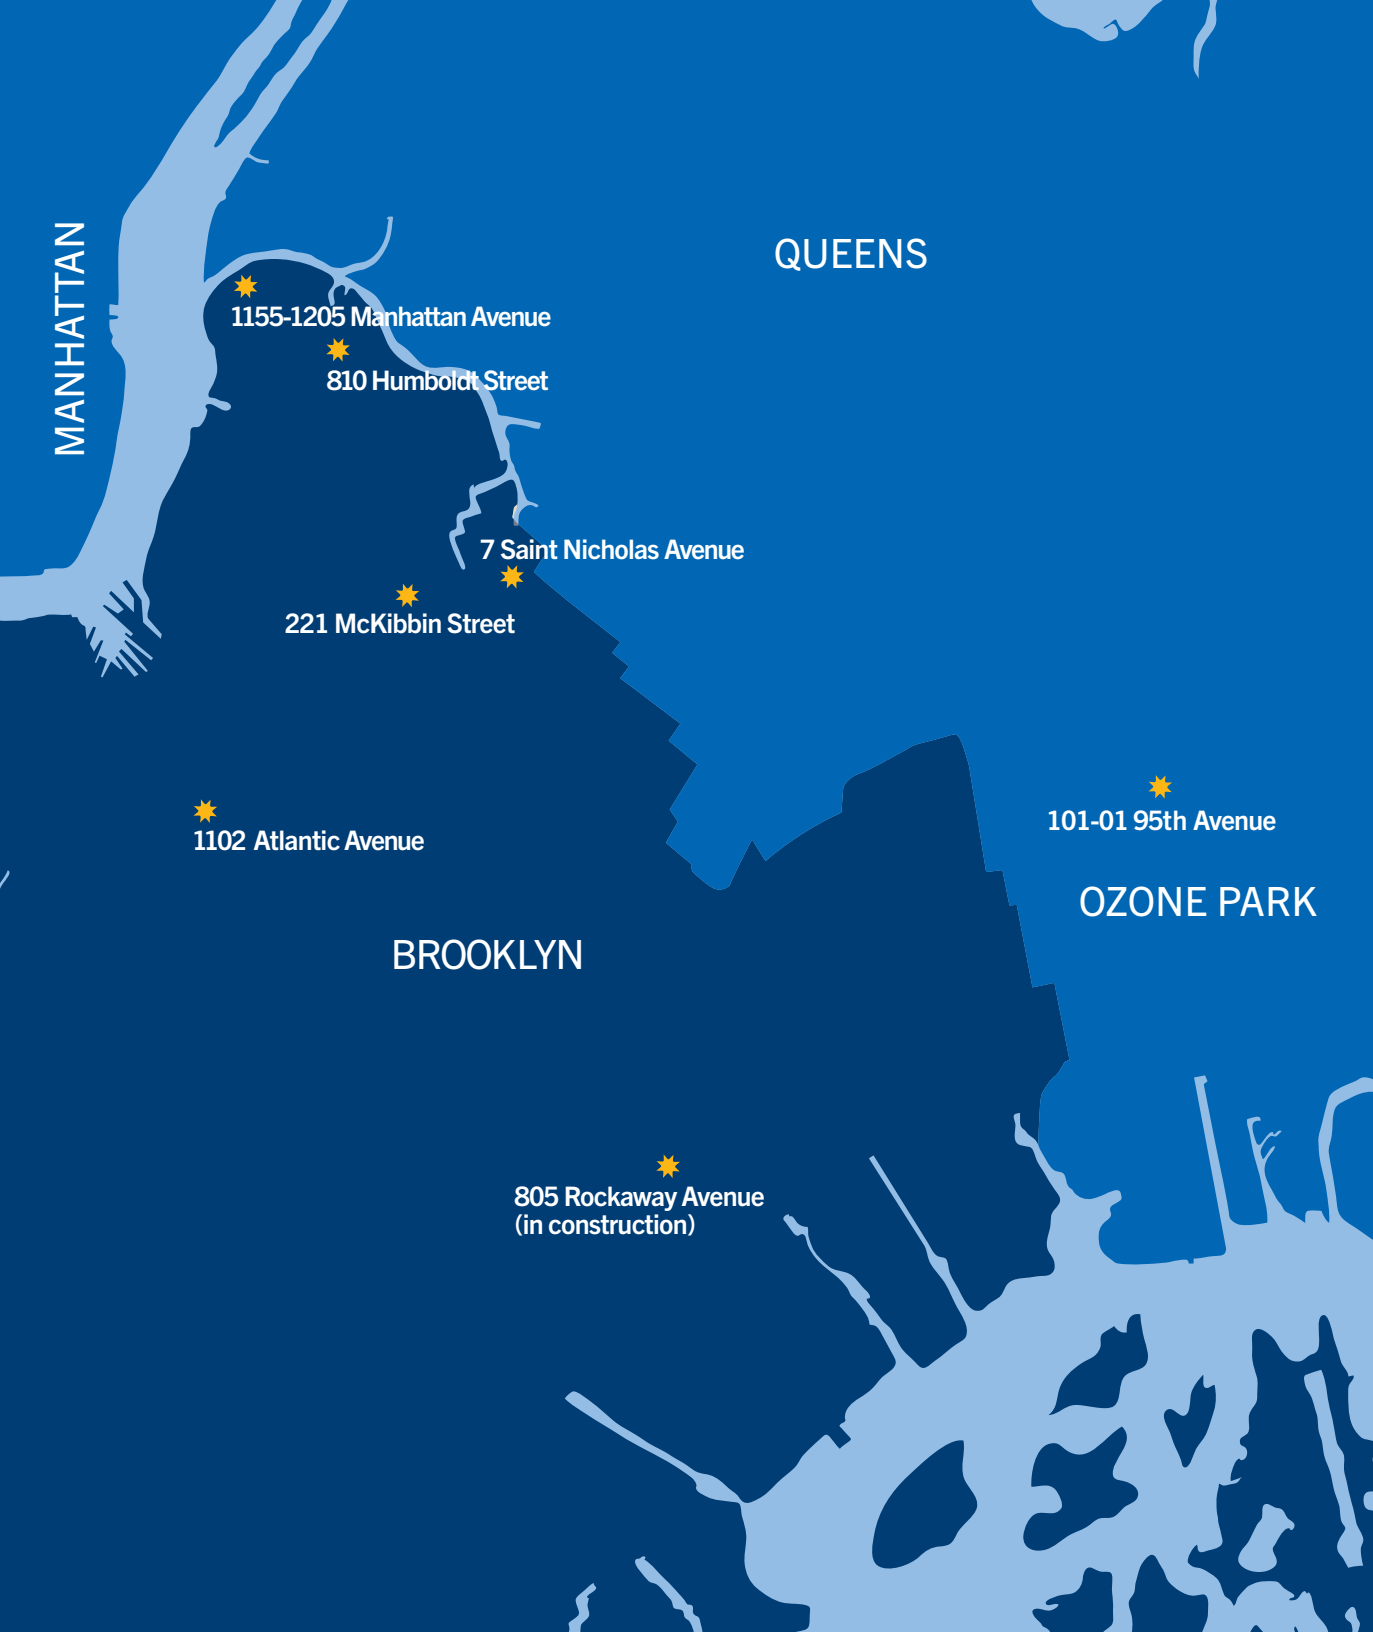 MANHATTAN
QUEENS
1155-1205 Manhattan Avenue
810 Humboldt Street
7 Saint Nicholas Avenue
221 McKibbin Street
101-01 95th Avenue
1102 Atlantic Avenue
OZONE PARK
BROOKLYN
805 Rockaway Avenue
(in construction)